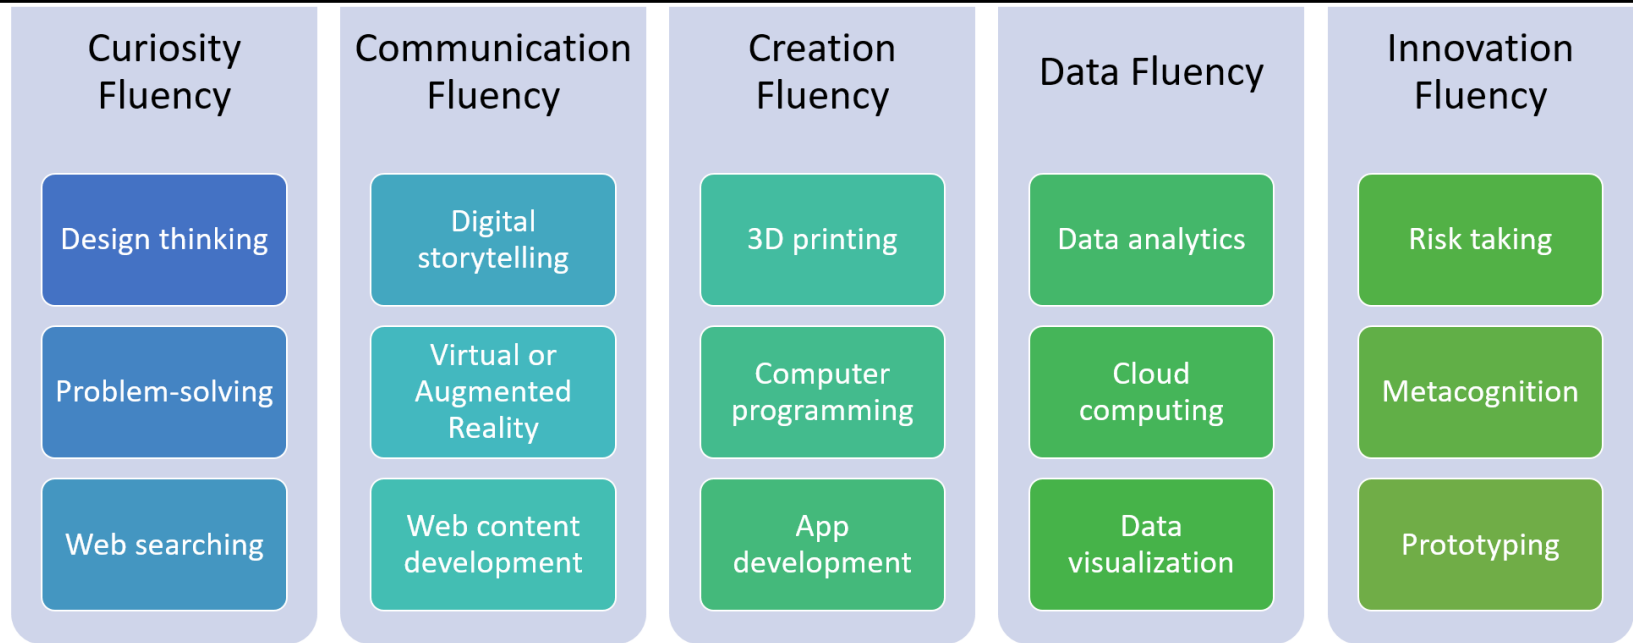 Curiosity
Fluency
Design thinking
Problem-solving
Web searching
Communication
Fluency
Digital
storytelling
Virtual or
Augmented
Reality
Web content
development
Creation
Fluency
3D printing
Computer
programming
App
development
Data Fluency
Data analytics
Cloud
computing
Data
visualization
Innovation
Fluency
Risk taking
Metacognition
Prototyping